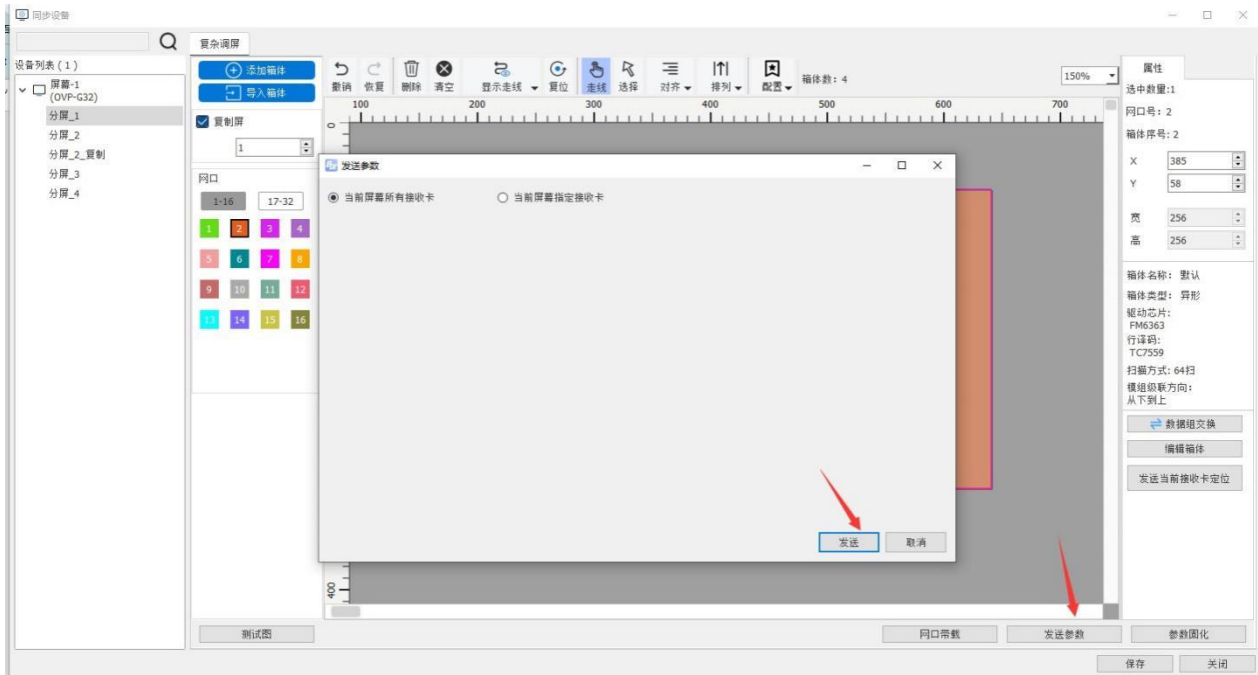 同步设备
设备列表(1)
屏幕-1
(OVP-G32)
分屏_1
分屏_2
分屏_2_复制
分屏_3
分屏_4
复杂调屏
添加箱体
导入箱体
复制屏
1
网口
1-16 17-32
1 2 3 4
5 6 7 8
9 10 11 12
13 14 15 16
测试图
撤销 恢复 删除 清空 显示走线 复位 走线 选择 对齐 排列 配置 箱体数: 4 150%
100 200 300 400 500 600 700
0
400
发送参数
当前屏幕所有接收卡 当前屏幕指定接收卡
发送 取消
网口带载 发送参数 参数固化
属性
选中数量:1
网口号: 2
箱体序号: 2
X 385
Y 58
宽 256
高 256
箱体名称: 默认
箱体类型: 异形
驱动芯片:
FM6363
行译码:
TC7559
扫描方式: 64扫
模组级联方向:
从下到上
数据组交换
编辑箱体
发送当前接收卡定位
保存 关闭